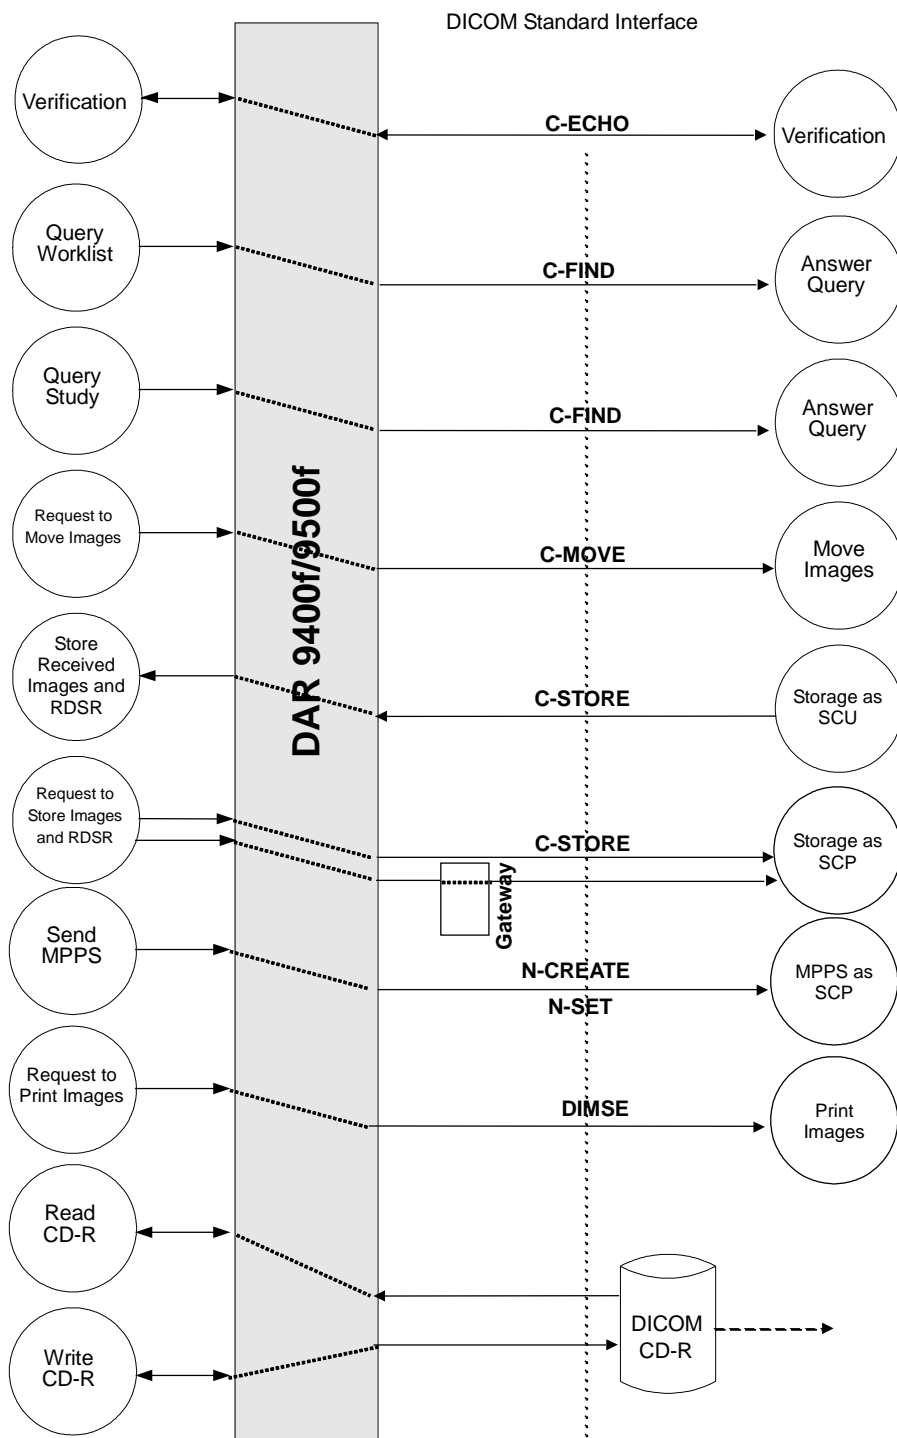 DICOM Standard Interface
Verification
C-ECHO
Verification
Query
Worklist
C-FIND
Answer
Query
Query
Study
C-FIND
Answer
Query
DAR 9400f/9500f
Request to
Move Images
C-MOVE
Move
Images
Store
Received
Images and
RDSR
C-STORE
Storage as
SCU
Request to
Store Images
and RDSR
C-STORE
Storage as
SCP
Gateway
Send
MPPS
N-CREATE
N-SET
MPPS as
SCP
Request to
Print Images
DIMSE
Print
Images
Read
CD-R
DICOM
CD-R
Write
CD-R